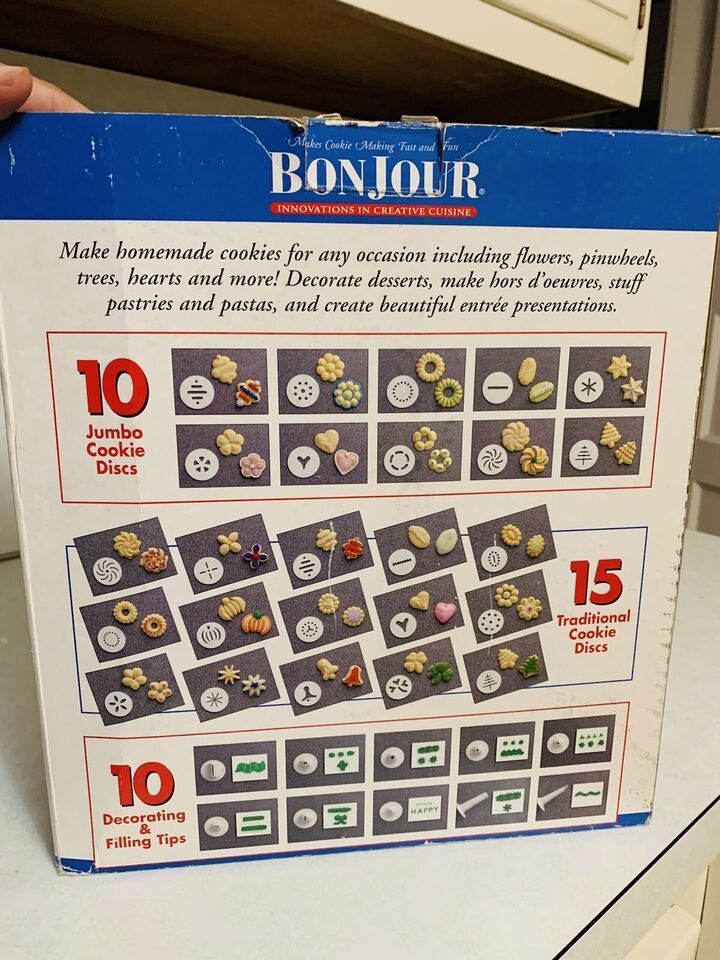 Makes Cookie Making Fast and Fun
BONJOUR®
INNOVATIONS IN CREATIVE CUISINE
Make homemade cookies for any occasion including flowers, pinwheels,
trees, hearts and more! Decorate desserts, make hors d'oeuvres, stuff
pastries and pastas, and create beautiful entrée presentations.
10
Jumbo
Cookie
Discs
15
Traditional
Cookie
Discs
10
Decorating
&
Filling Tips
HAPPY